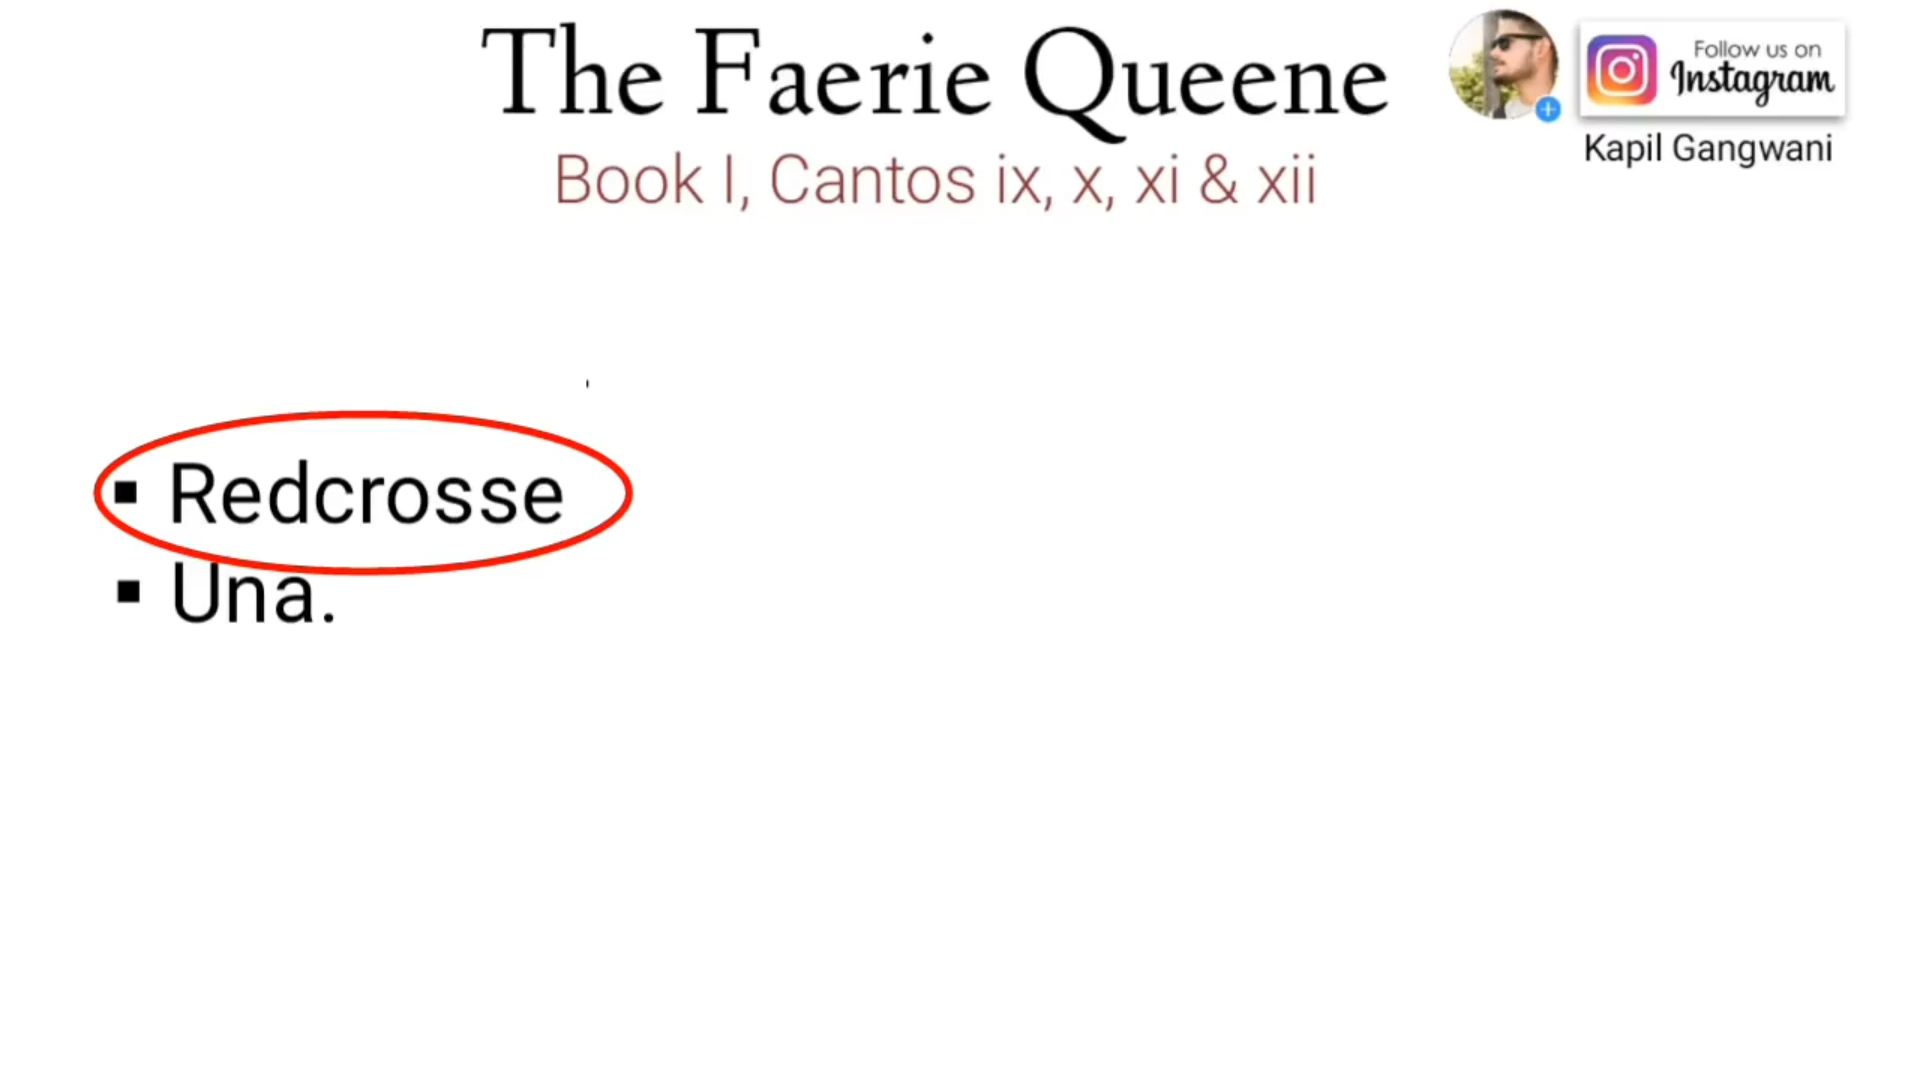 The Faerie Queene
Book I, Cantos ix, x, xi & xii
Follow us on
Instagram
Kapil Gangwani
▪ Redcrosse
▪ Una.